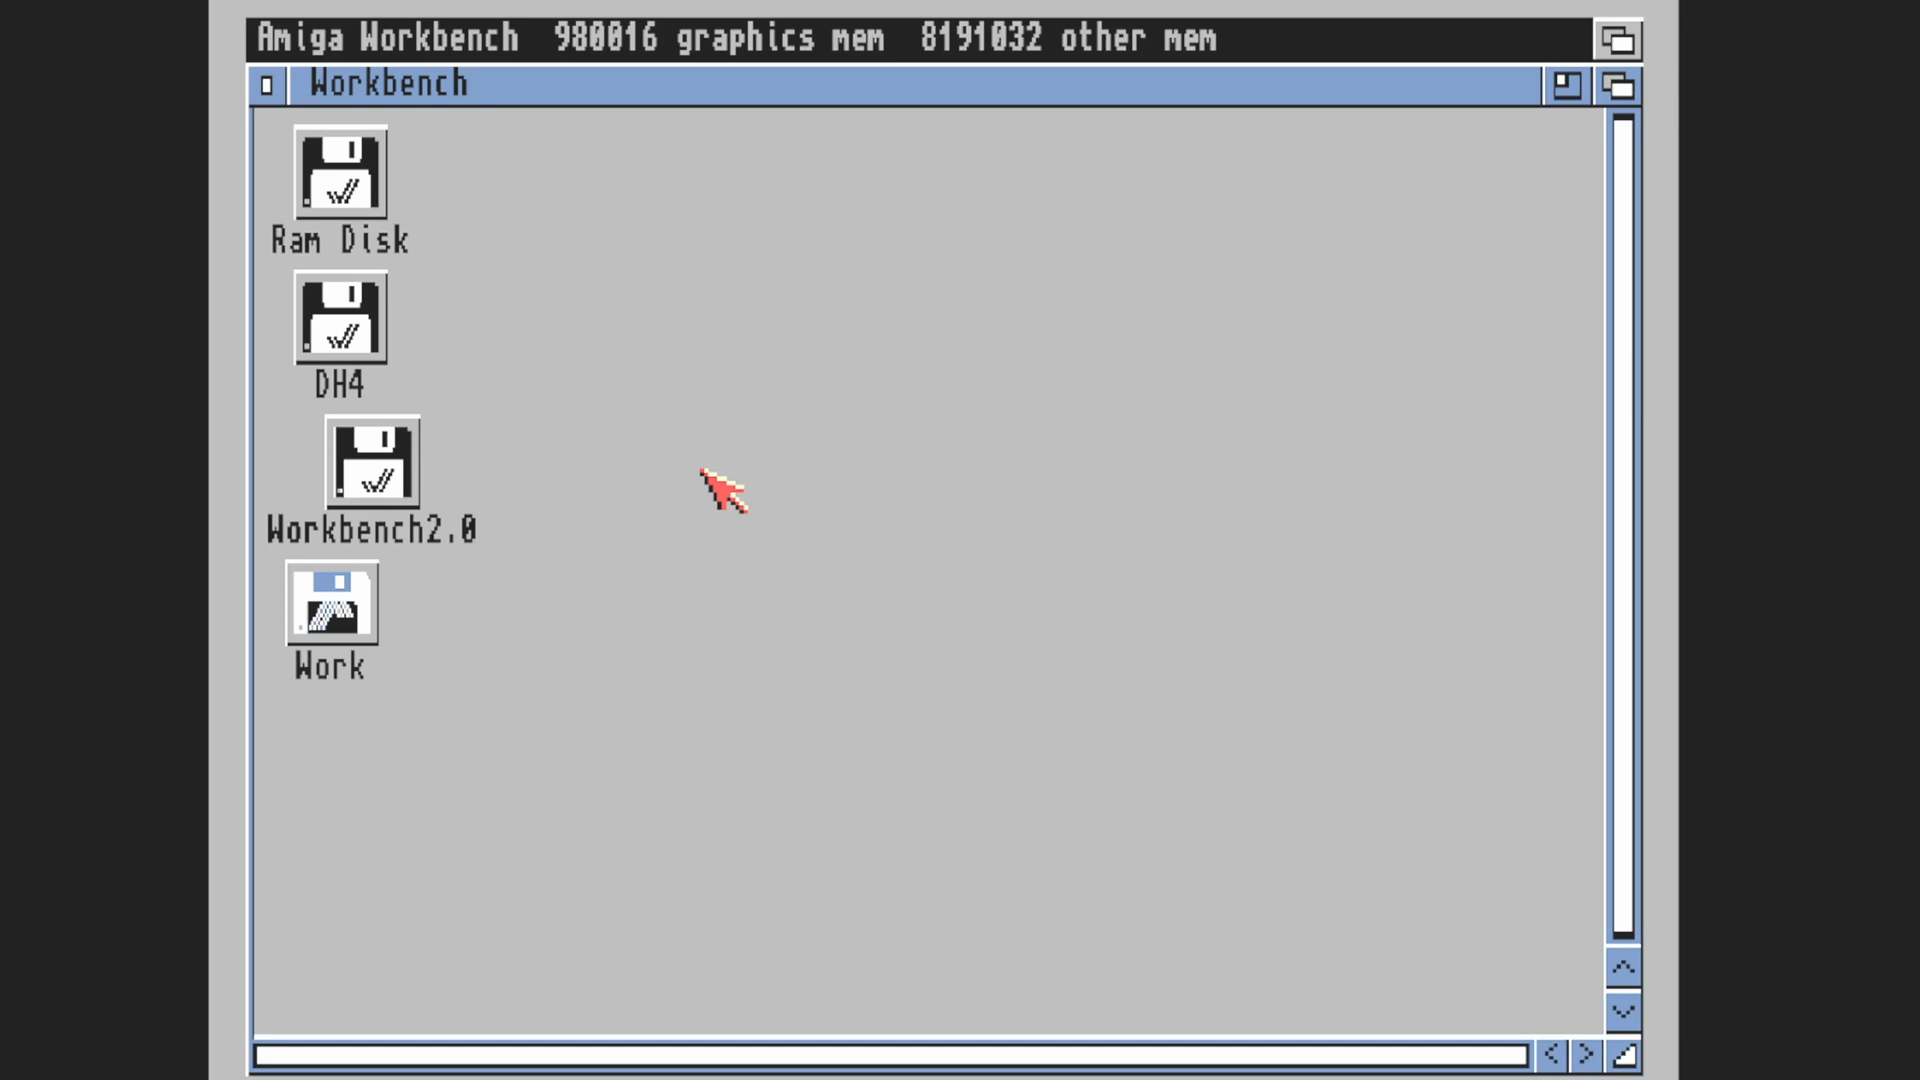 Amiga Workbench  980016 graphics mem  8191032 other mem
Workbench
Ram Disk
DH4
Workbench2.0
Work